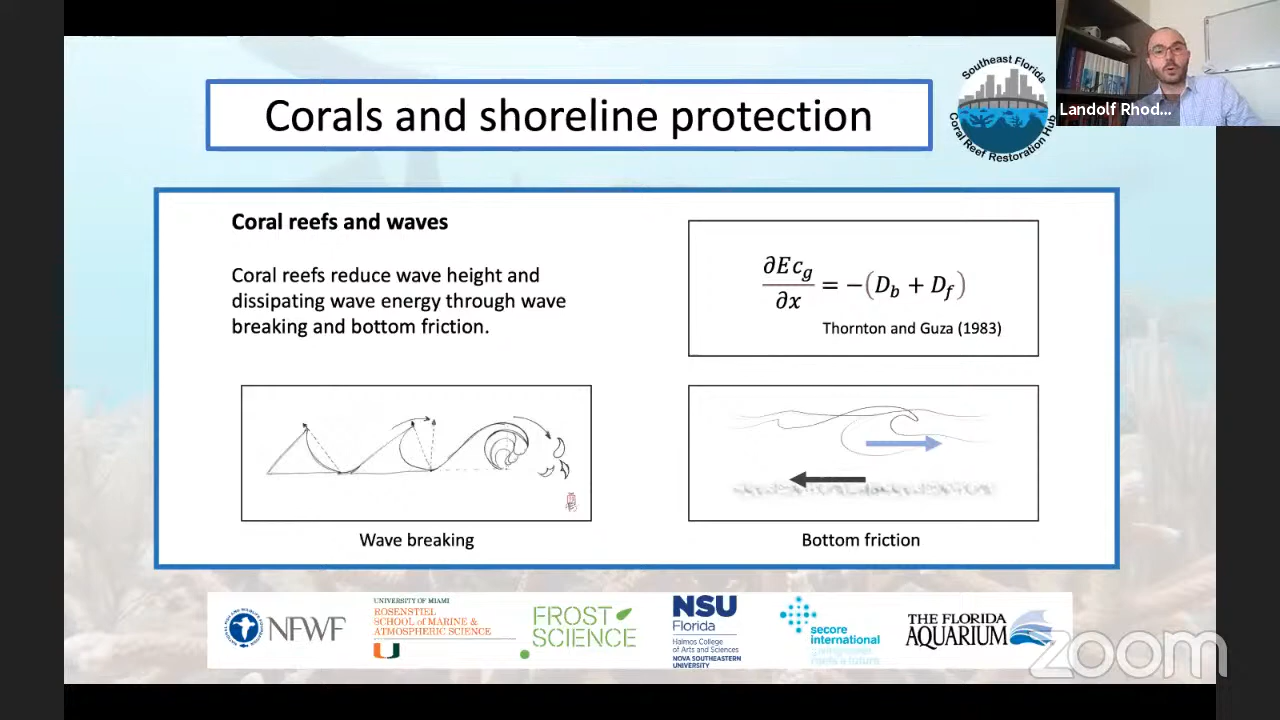 Southeast Florida
Coral Reef Restoration Hub
Landolf Rhod...
Corals and shoreline protection
Coral reefs and waves
Coral reefs reduce wave height and
dissipating wave energy through wave
breaking and bottom friction.
∂Ec_g/∂x = −(D_b + D_f)
Thornton and Guza (1983)
Wave breaking
Bottom friction
NFWF
UNIVERSITY OF MIAMI
ROSENSTIEL
SCHOOL of MARINE &
ATMOSPHERIC SCIENCE
U
FROST
SCIENCE
NSU
Florida
Halmos College
of Arts and Sciences
NOVA SOUTHEASTERN
UNIVERSITY
secore
international
THE FLORIDA
AQUARIUM
zoom